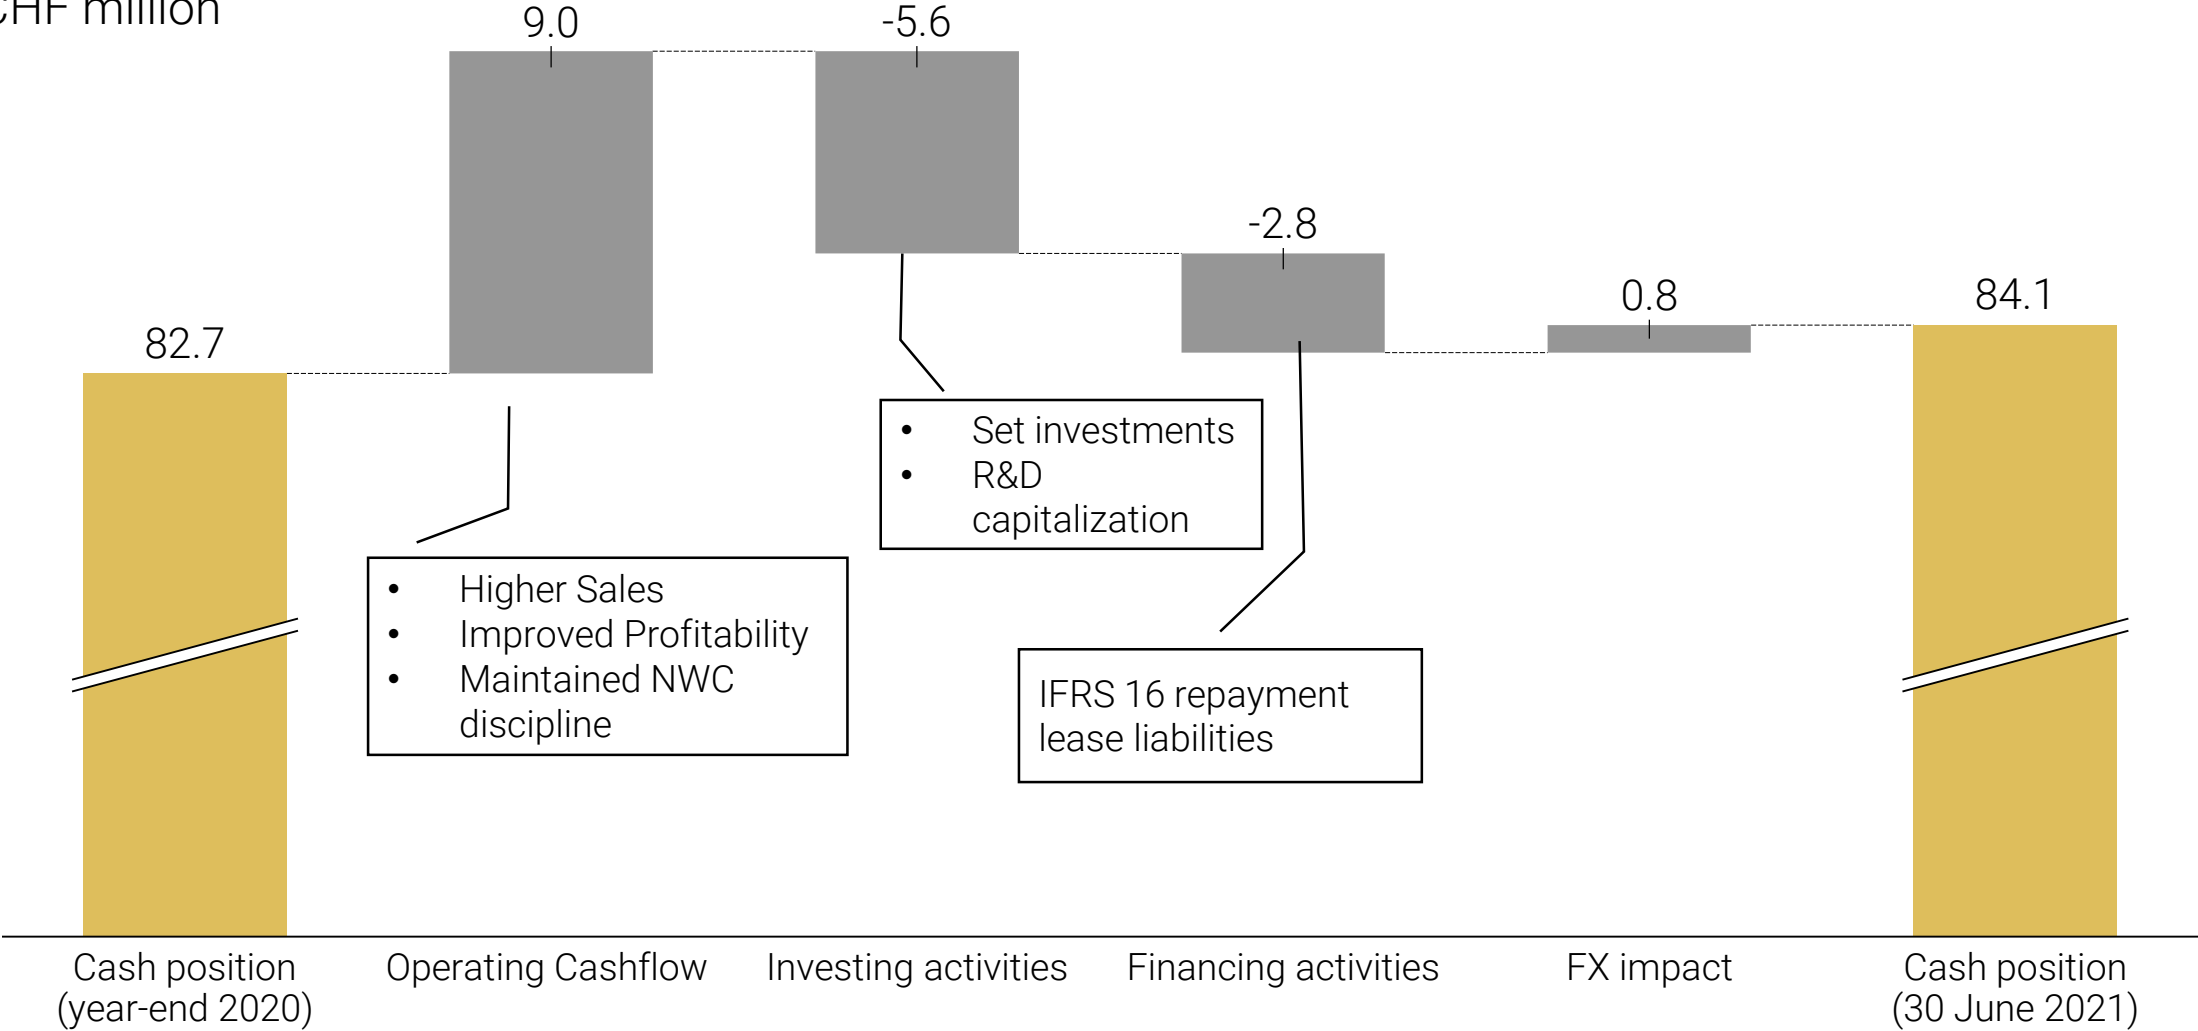 CHF million
9.0
-5.6
-2.8
0.8
84.1
82.7
• Set investments
• R&D
capitalization
• Higher Sales
• Improved Profitability
• Maintained NWC
discipline
IFRS 16 repayment
lease liabilities
Cash position
(year-end 2020)
Operating Cashflow
Investing activities
Financing activities
FX impact
Cash position
(30 June 2021)